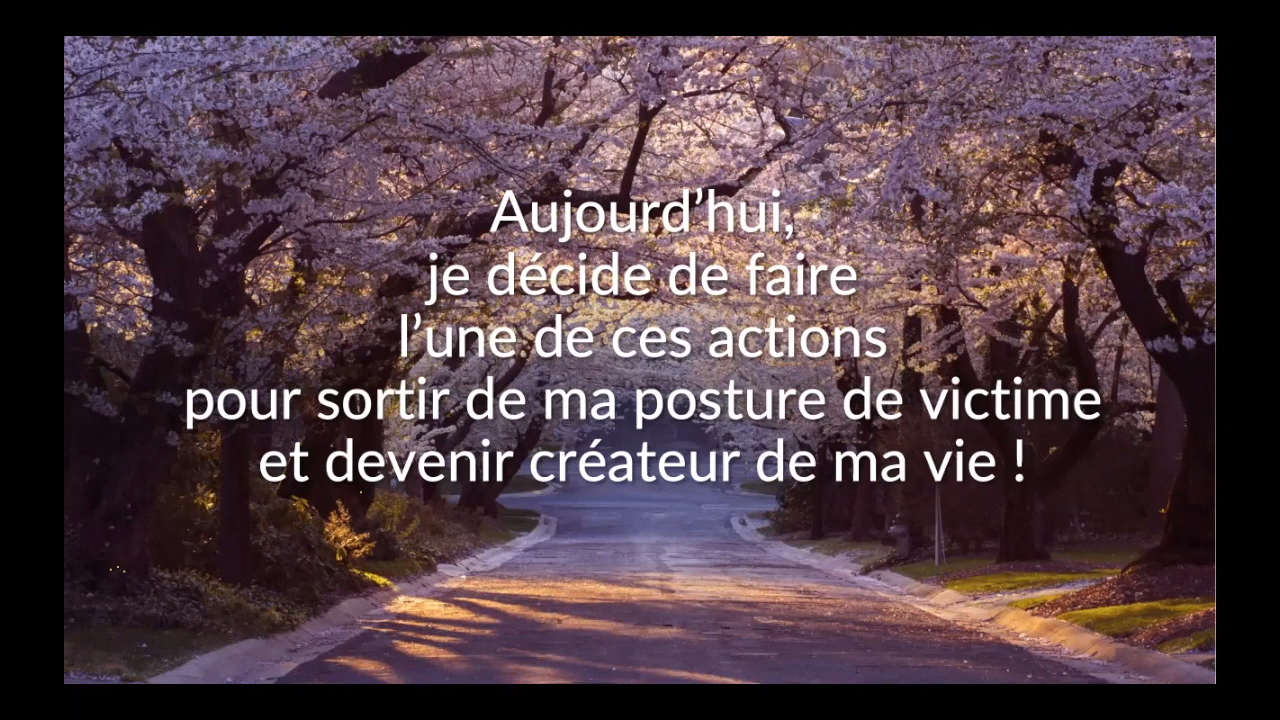 Aujourd’hui,
je décide de faire
l’une de ces actions
pour sortir de ma posture de victime
et devenir créateur de ma vie !